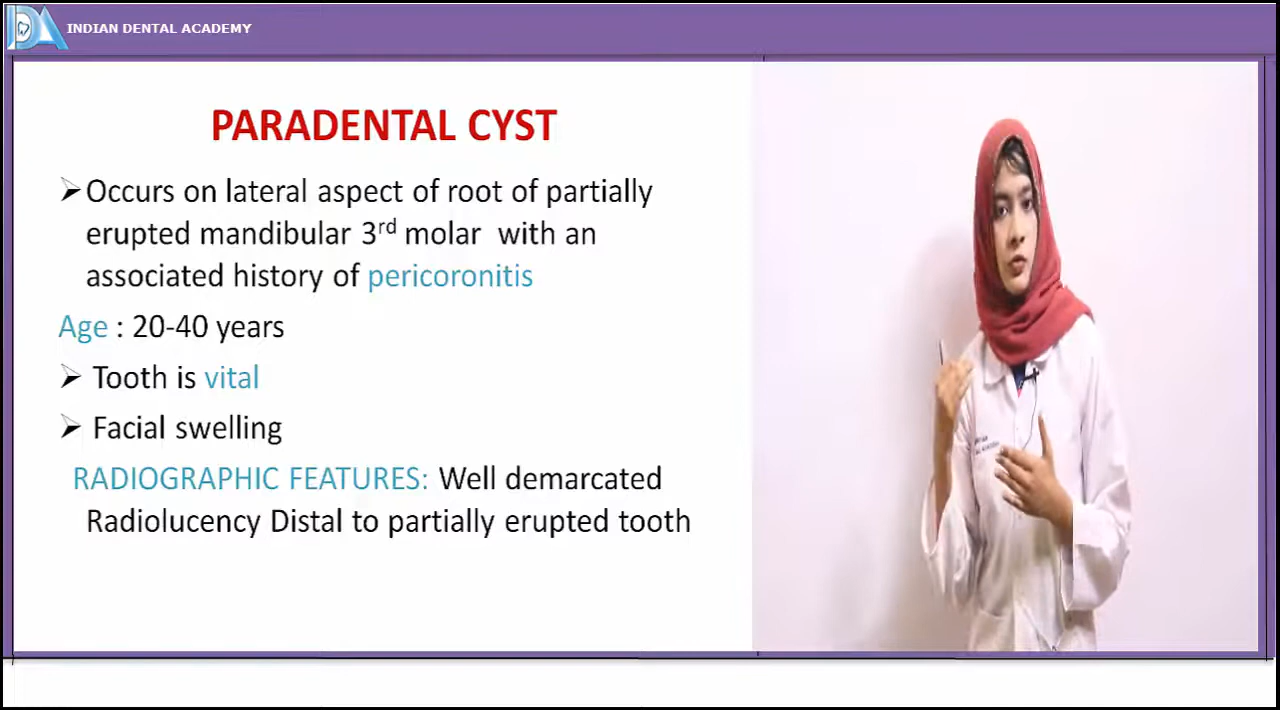 INDIAN DENTAL ACADEMY
PARADENTAL CYST
➢Occurs on lateral aspect of root of partially
erupted mandibular 3rd molar with an
associated history of pericoronitis
Age : 20-40 years
➢ Tooth is vital
➢ Facial swelling
RADIOGRAPHIC FEATURES: Well demarcated
Radiolucency Distal to partially erupted tooth